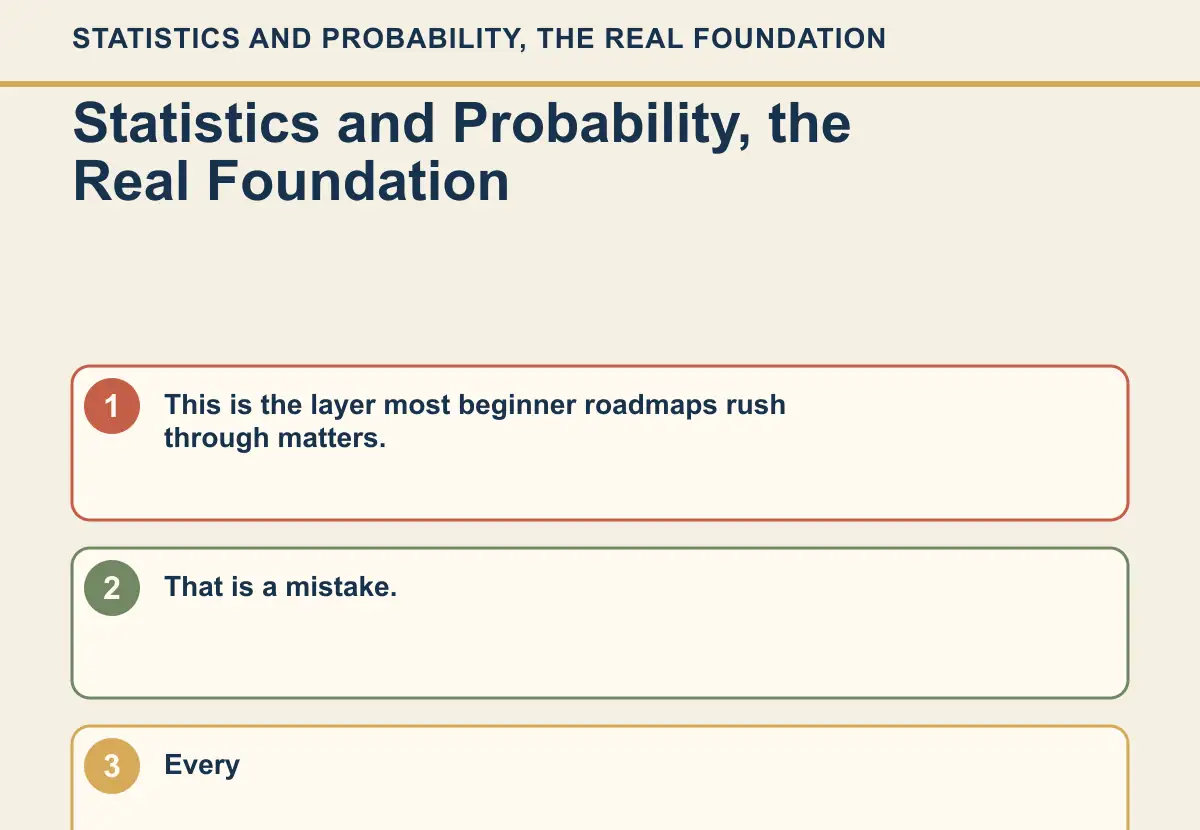 STATISTICS AND PROBABILITY, THE REAL FOUNDATION
Statistics and Probability, the
Real Foundation
1
This is the layer most beginner roadmaps rush
through matters.
2
That is a mistake.
3
Every